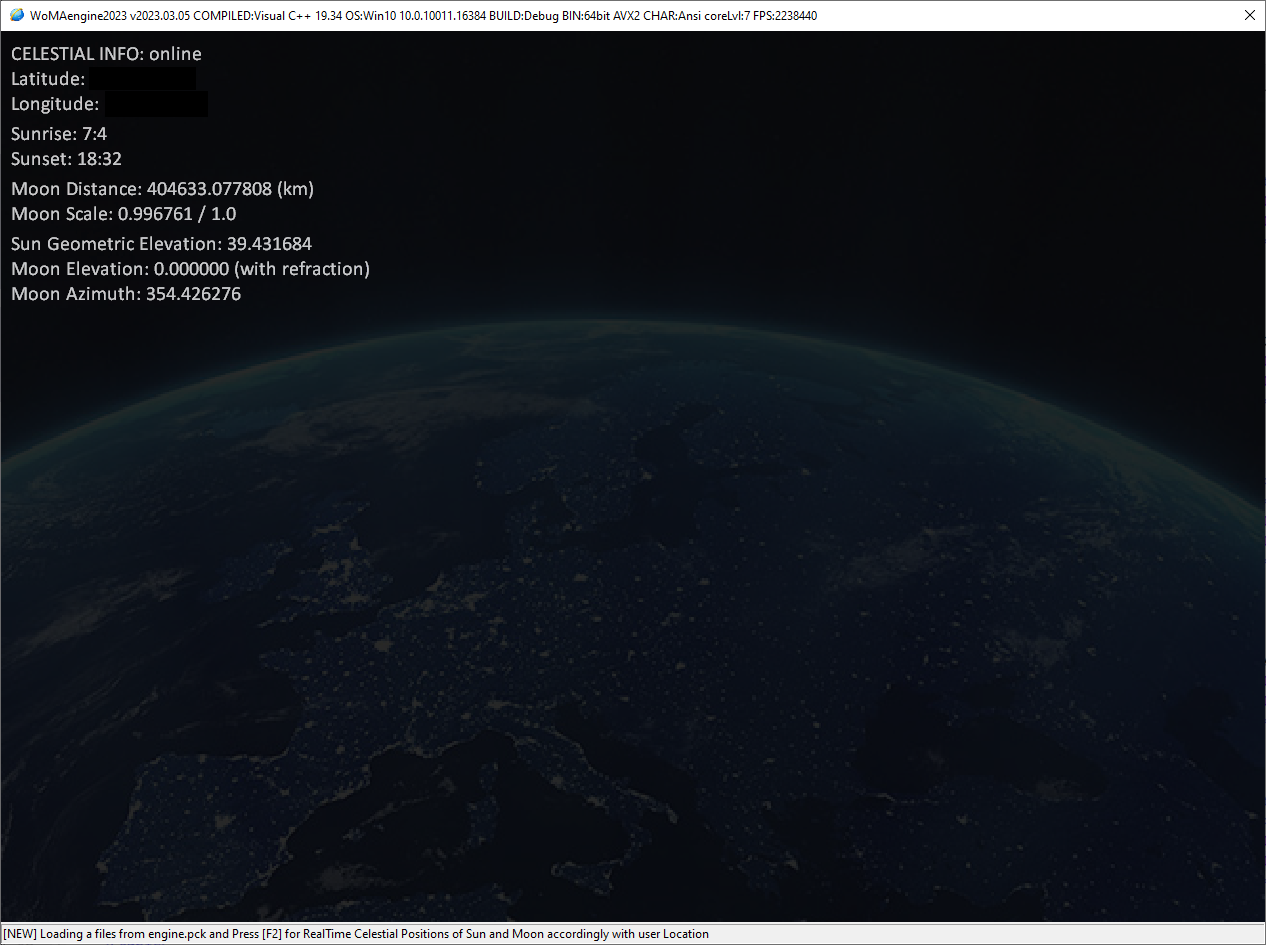 WoMAengine2023 v2023.03.05 COMPILED:Visual C++ 19.34 OS:Win10 10.0.10011.16384 BUILD:Debug BIN:64bit AVX2 CHAR:Ansi coreLvl:7 FPS:2238440
CELESTIAL INFO: online
Latitude:
Longitude:
Sunrise: 7:4
Sunset: 18:32
Moon Distance: 404633.077808 (km)
Moon Scale: 0.996761 / 1.0
Sun Geometric Elevation: 39.431684
Moon Elevation: 0.000000 (with refraction)
Moon Azimuth: 354.426276
[NEW] Loading a files from engine.pck and Press [F2] for RealTime Celestial Positions of Sun and Moon accordingly with user Location